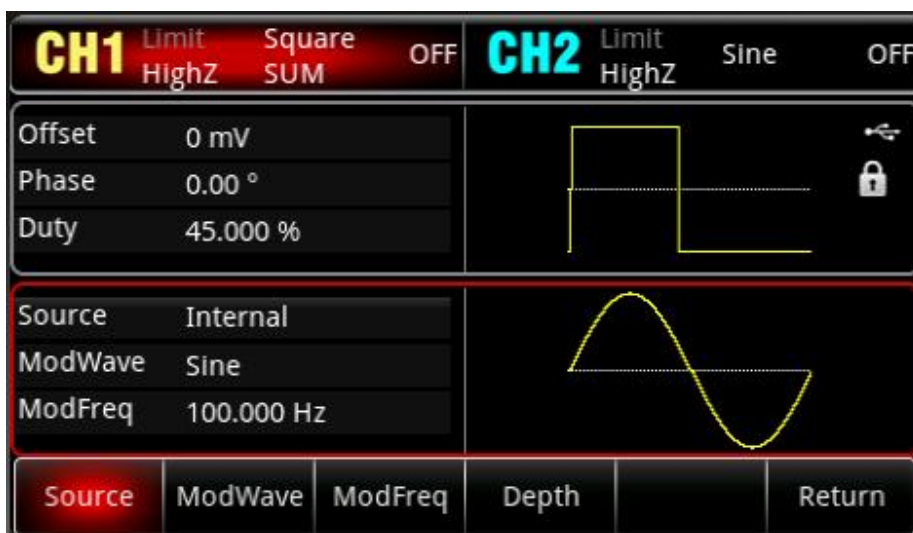 CH1 Limit Square OFF
HighZ SUM
CH2 Limit Sine OFF
HighZ
Offset 0 mV
Phase 0.00 °
Duty 45.000 %
Source Internal
ModWave Sine
ModFreq 100.000 Hz
Source ModWave ModFreq Depth Return